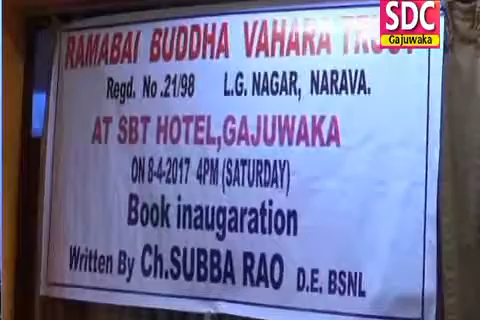 SDC
Gajuwaka
RAMABAI BUDDHA VAHARA TRUST
Regd. No.21/98 L.G. NAGAR, NARAVA.
AT SBT HOTEL,GAJUWAKA
ON 8-4-2017 4PM (SATURDAY)
Book inaugaration
Written By Ch.SUBBA RAO D.E. BSNL